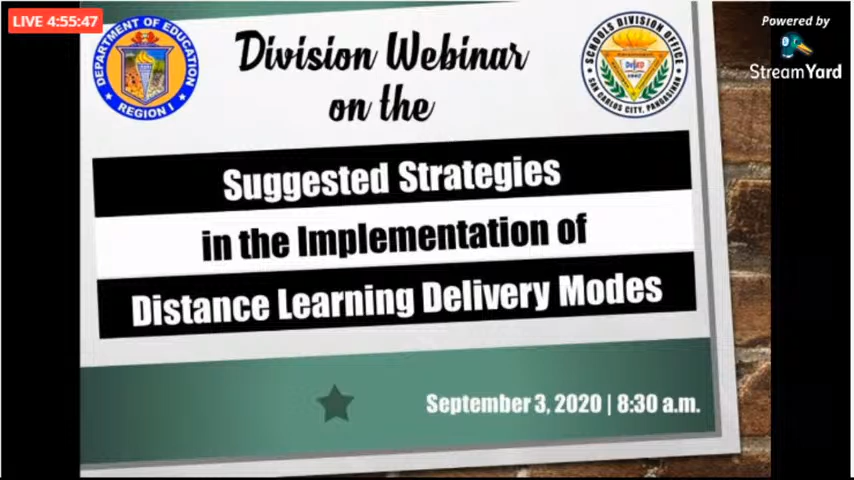 LIVE 4:55:47
Powered by
StreamYard
DEPARTMENT OF EDUCATION
REGION I
SCHOOLS DIVISION OFFICE
SAN CARLOS CITY, PANGASINAN
Division Webinar
on the
Suggested Strategies
in the Implementation of
Distance Learning Delivery Modes
September 3, 2020 | 8:30 a.m.